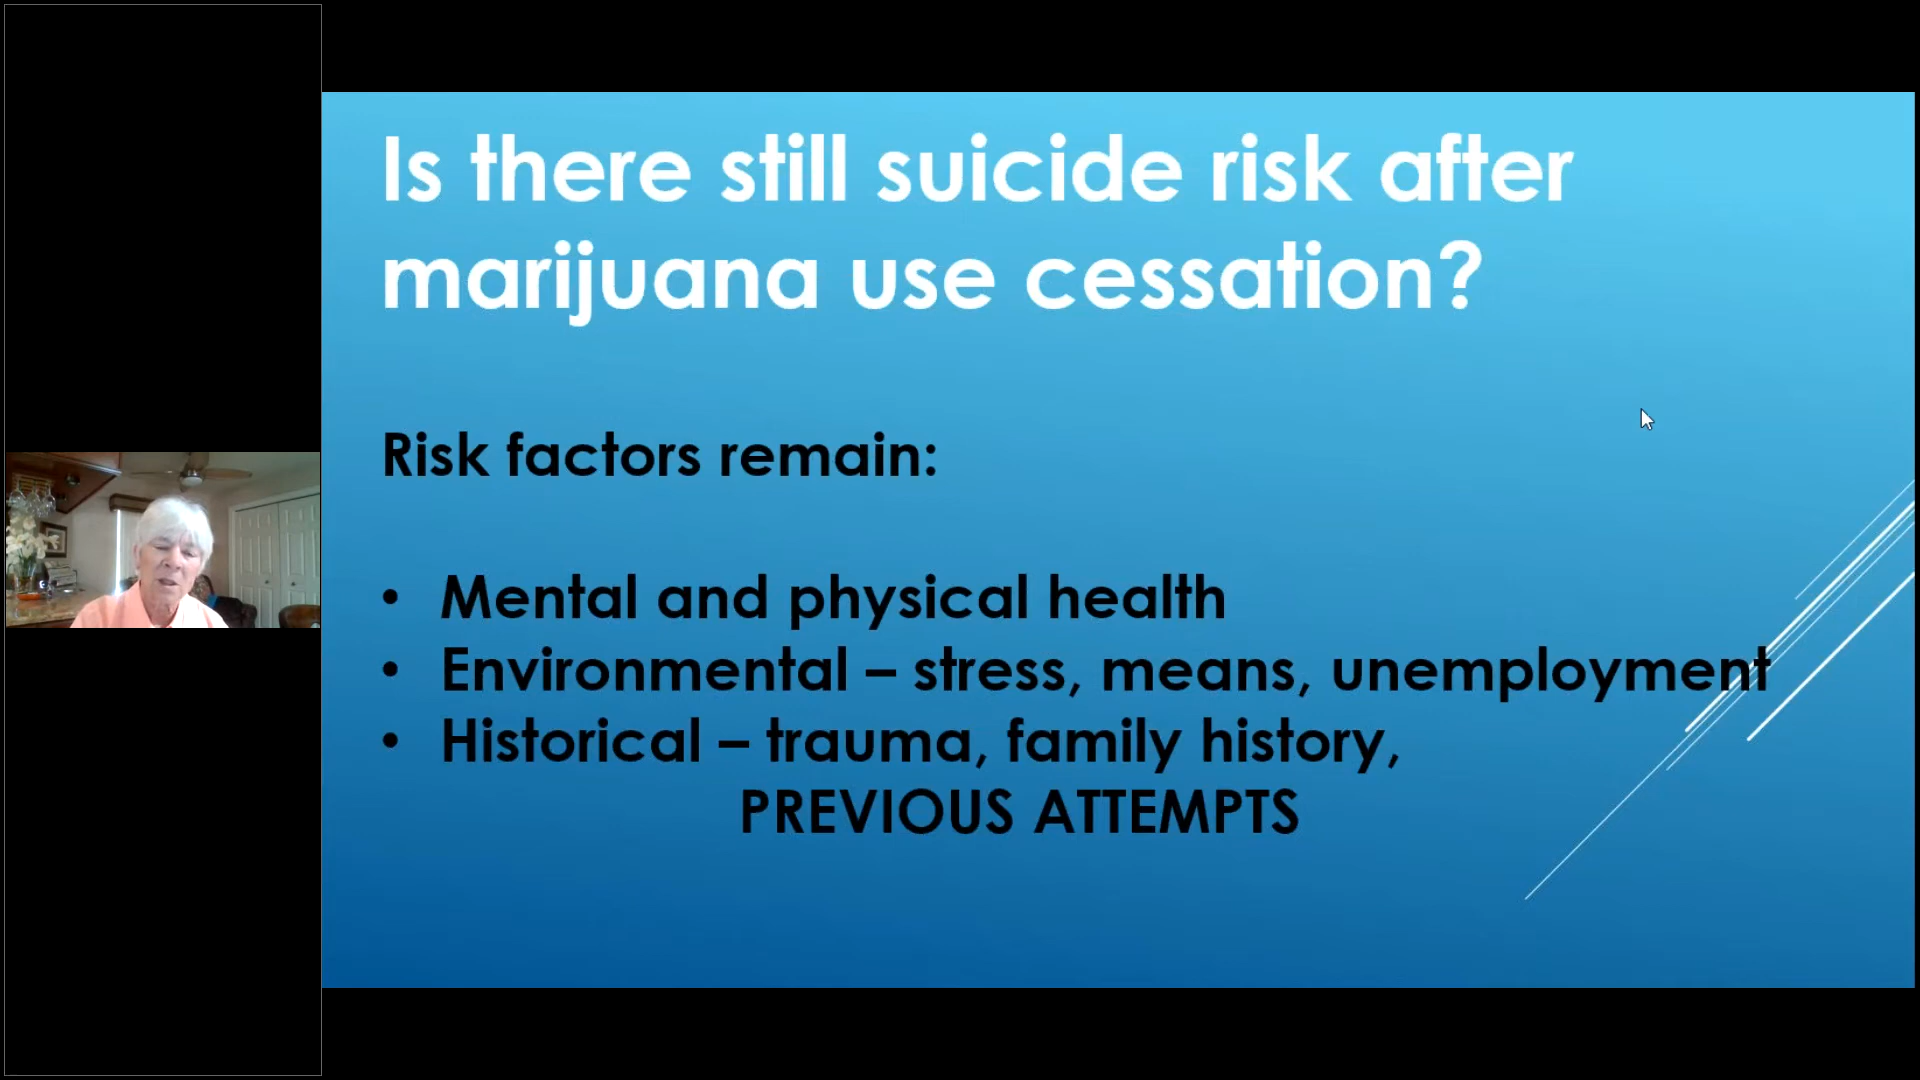 Is there still suicide risk after
marijuana use cessation?
Risk factors remain:
• Mental and physical health
• Environmental – stress, means, unemployment
• Historical – trauma, family history,
PREVIOUS ATTEMPTS